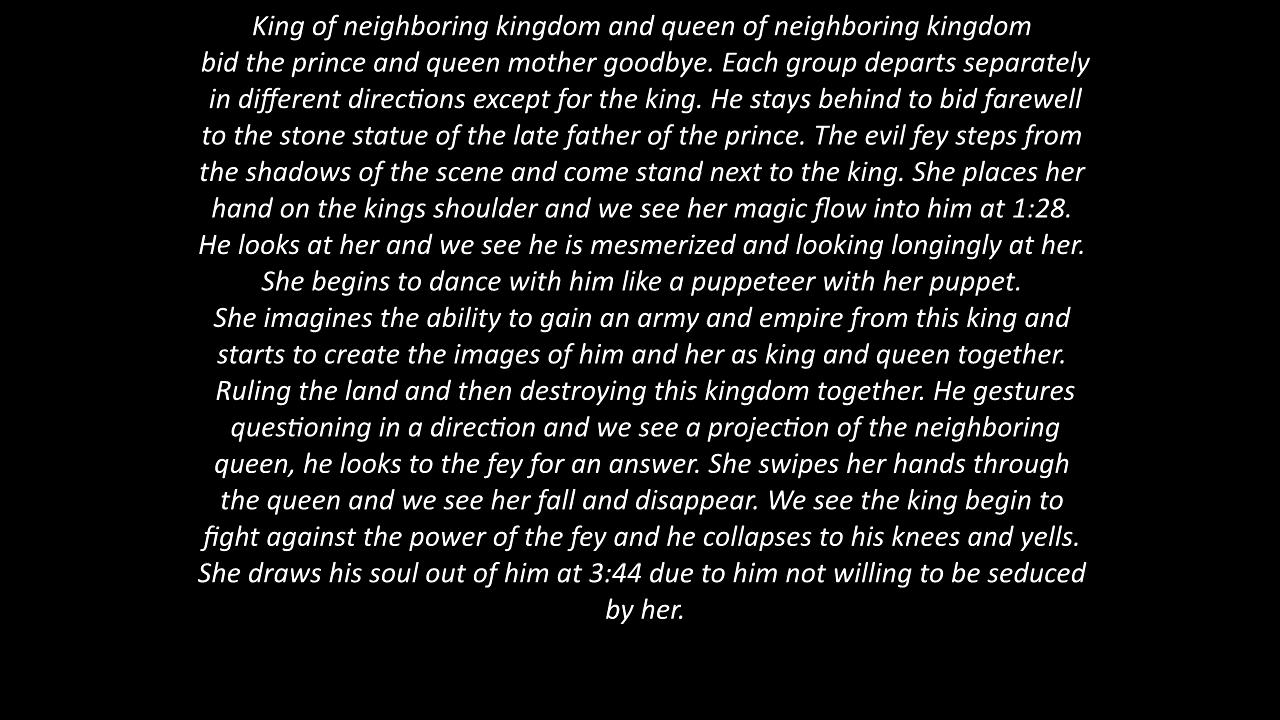 King of neighboring kingdom and queen of neighboring kingdom
bid the prince and queen mother goodbye. Each group departs separately
in different directions except for the king. He stays behind to bid farewell
to the stone statue of the late father of the prince. The evil fey steps from
the shadows of the scene and come stand next to the king. She places her
hand on the kings shoulder and we see her magic flow into him at 1:28.
He looks at her and we see he is mesmerized and looking longingly at her.
She begins to dance with him like a puppeteer with her puppet.
She imagines the ability to gain an army and empire from this king and
starts to create the images of him and her as king and queen together.
Ruling the land and then destroying this kingdom together. He gestures
questioning in a direction and we see a projection of the neighboring
queen, he looks to the fey for an answer. She swipes her hands through
the queen and we see her fall and disappear. We see the king begin to
fight against the power of the fey and he collapses to his knees and yells.
She draws his soul out of him at 3:44 due to him not willing to be seduced
by her.